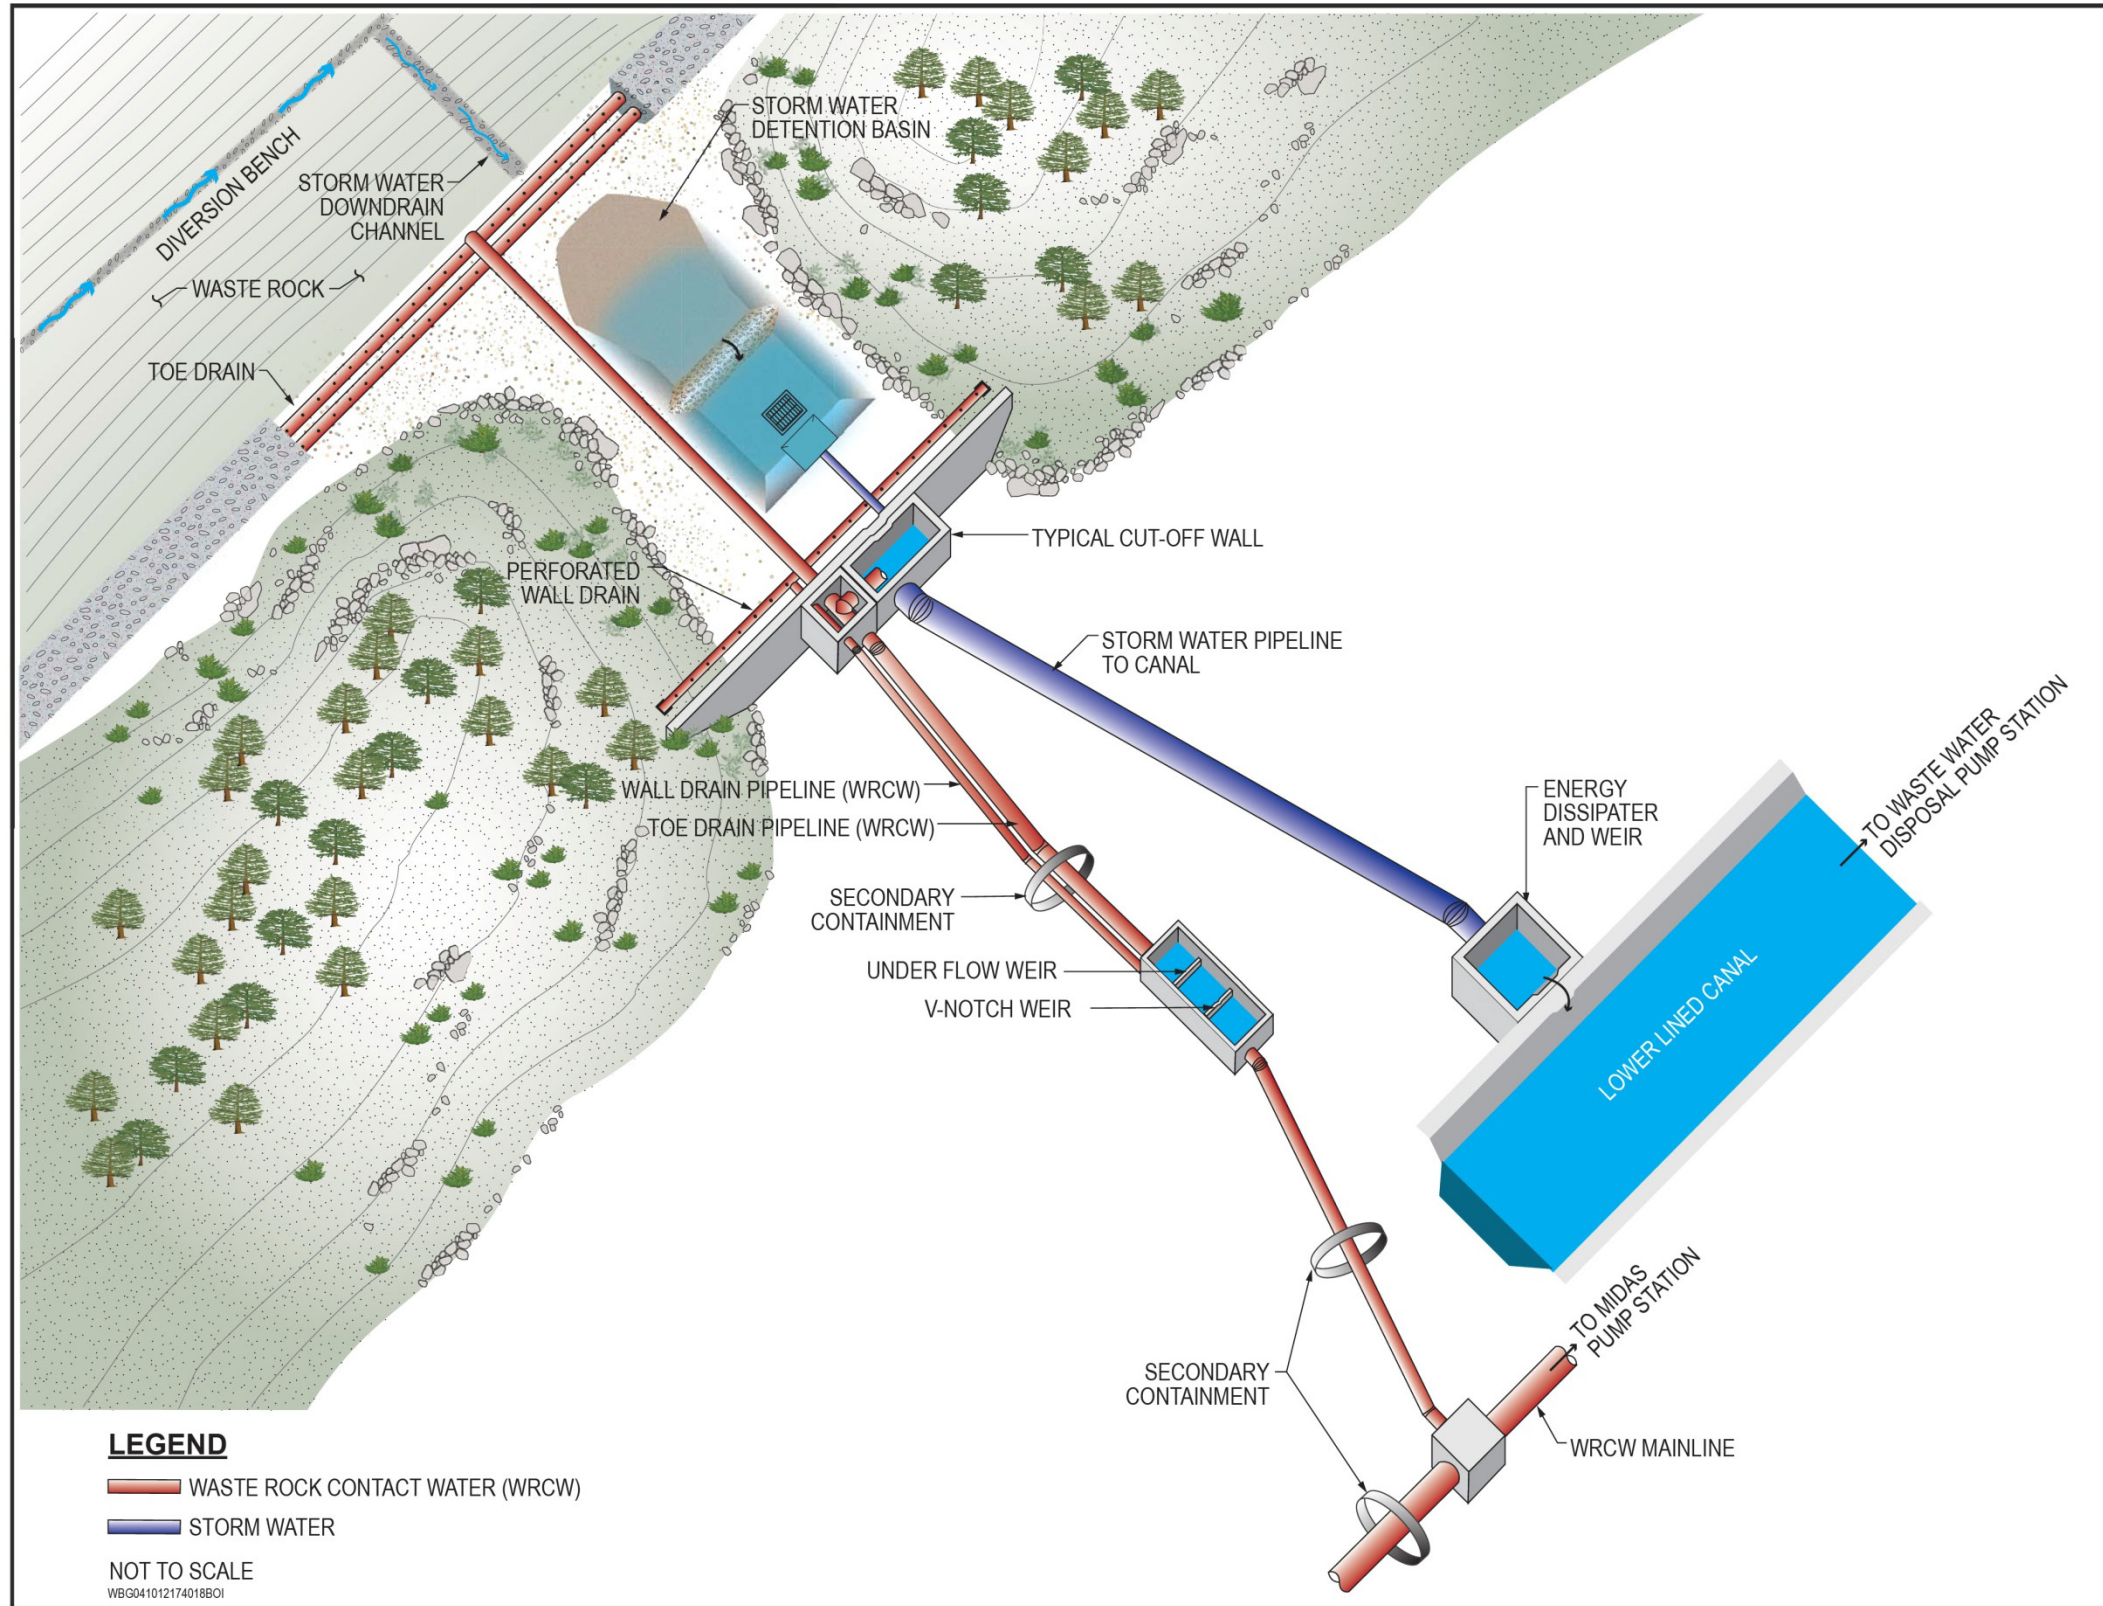 STORM WATER
DETENTION BASIN
DIVERSION BENCH
STORM WATER
DOWNDRAIN
CHANNEL
WASTE ROCK
TOE DRAIN
TYPICAL CUT-OFF WALL
PERFORATED
WALL DRAIN
STORM WATER PIPELINE
TO CANAL
TO WASTE WATER
DISPOSAL PUMP STATION
WALL DRAIN PIPELINE (WRCW)
TOE DRAIN PIPELINE (WRCW)
ENERGY
DISSIPATER
AND WEIR
SECONDARY
CONTAINMENT
UNDER FLOW WEIR
V-NOTCH WEIR
LOWER LINED CANAL
TO MIDAS
PUMP STATION
SECONDARY
CONTAINMENT
WRCW MAINLINE
LEGEND
WASTE ROCK CONTACT WATER (WRCW)
STORM WATER
NOT TO SCALE
WBG041012174018BOI